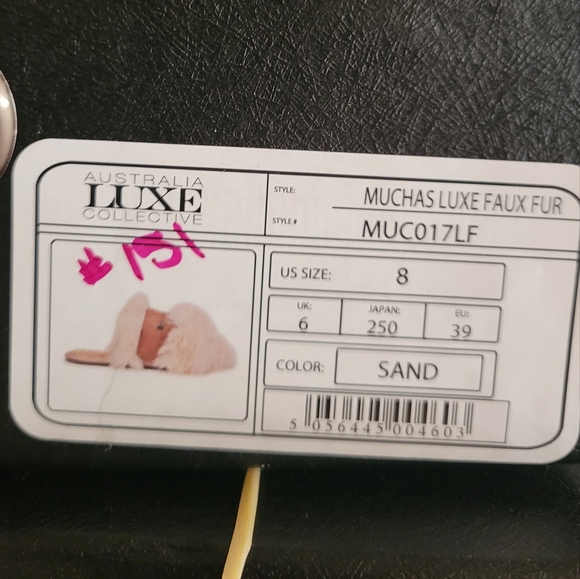 AUSTRALIA
LUXE
COLLECTIVE
# 151
STYLE: MUCHAS LUXE FAUX FUR
STYLE # MUC017LF
US SIZE: 8
UK: 6
JAPAN: 250
EU: 39
COLOR: SAND
5 056445 004603